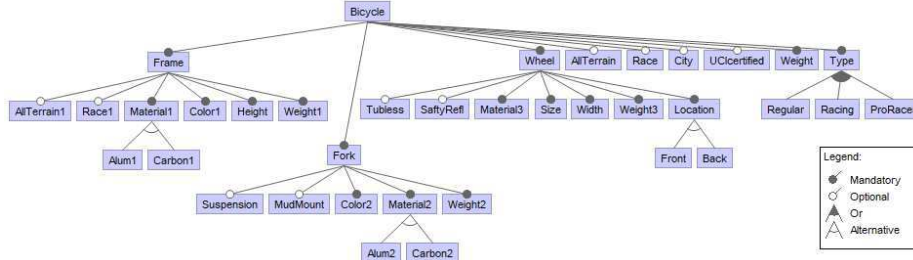 Bicycle
Frame
Wheel
AllTerrain
Race
City
UCIcertified
Weight
Type
AllTerrain1
Race1
Material1
Color1
Height
Weight1
Tubless
SaftyRefl
Material3
Size
Width
Weight3
Location
Regular
Racing
ProRacer
Alum1
Carbon1
Fork
Front
Back
Suspension
MudMount
Color2
Material2
Weight2
Alum2
Carbon2
Legend:
Mandatory
Optional
Or
Alternative